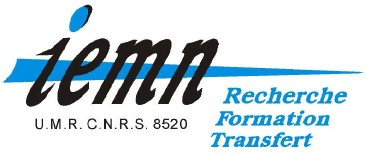 iemn
U.M.R. C.N.R.S. 8520
Recherche
Formation
Transfert